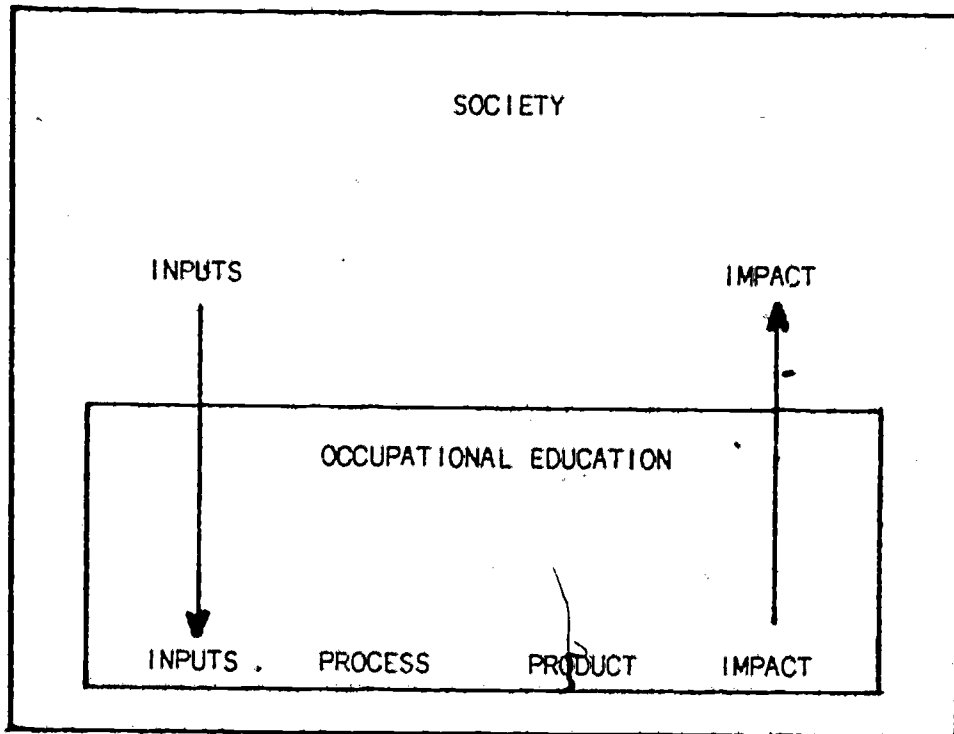 SOCIETY
INPUTS IMPACT
OCCUPATIONAL EDUCATION
INPUTS PROCESS PRODUCT IMPACT